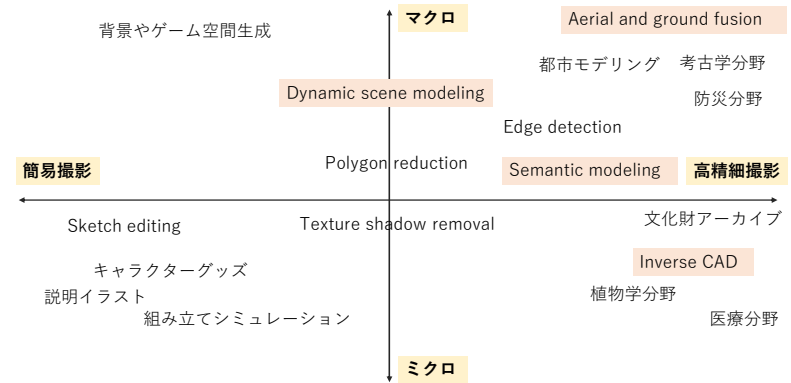 マクロ
Aerial and ground fusion
背景やゲーム空間生成
都市モデリング
考古学分野
Dynamic scene modeling
防災分野
Edge detection
Polygon reduction
簡易撮影
Semantic modeling
高精細撮影
Sketch editing
Texture shadow removal
文化財アーカイブ
キャラクターグッズ
Inverse CAD
説明イラスト
植物学分野
組み立てシミュレーション
医療分野
ミクロ